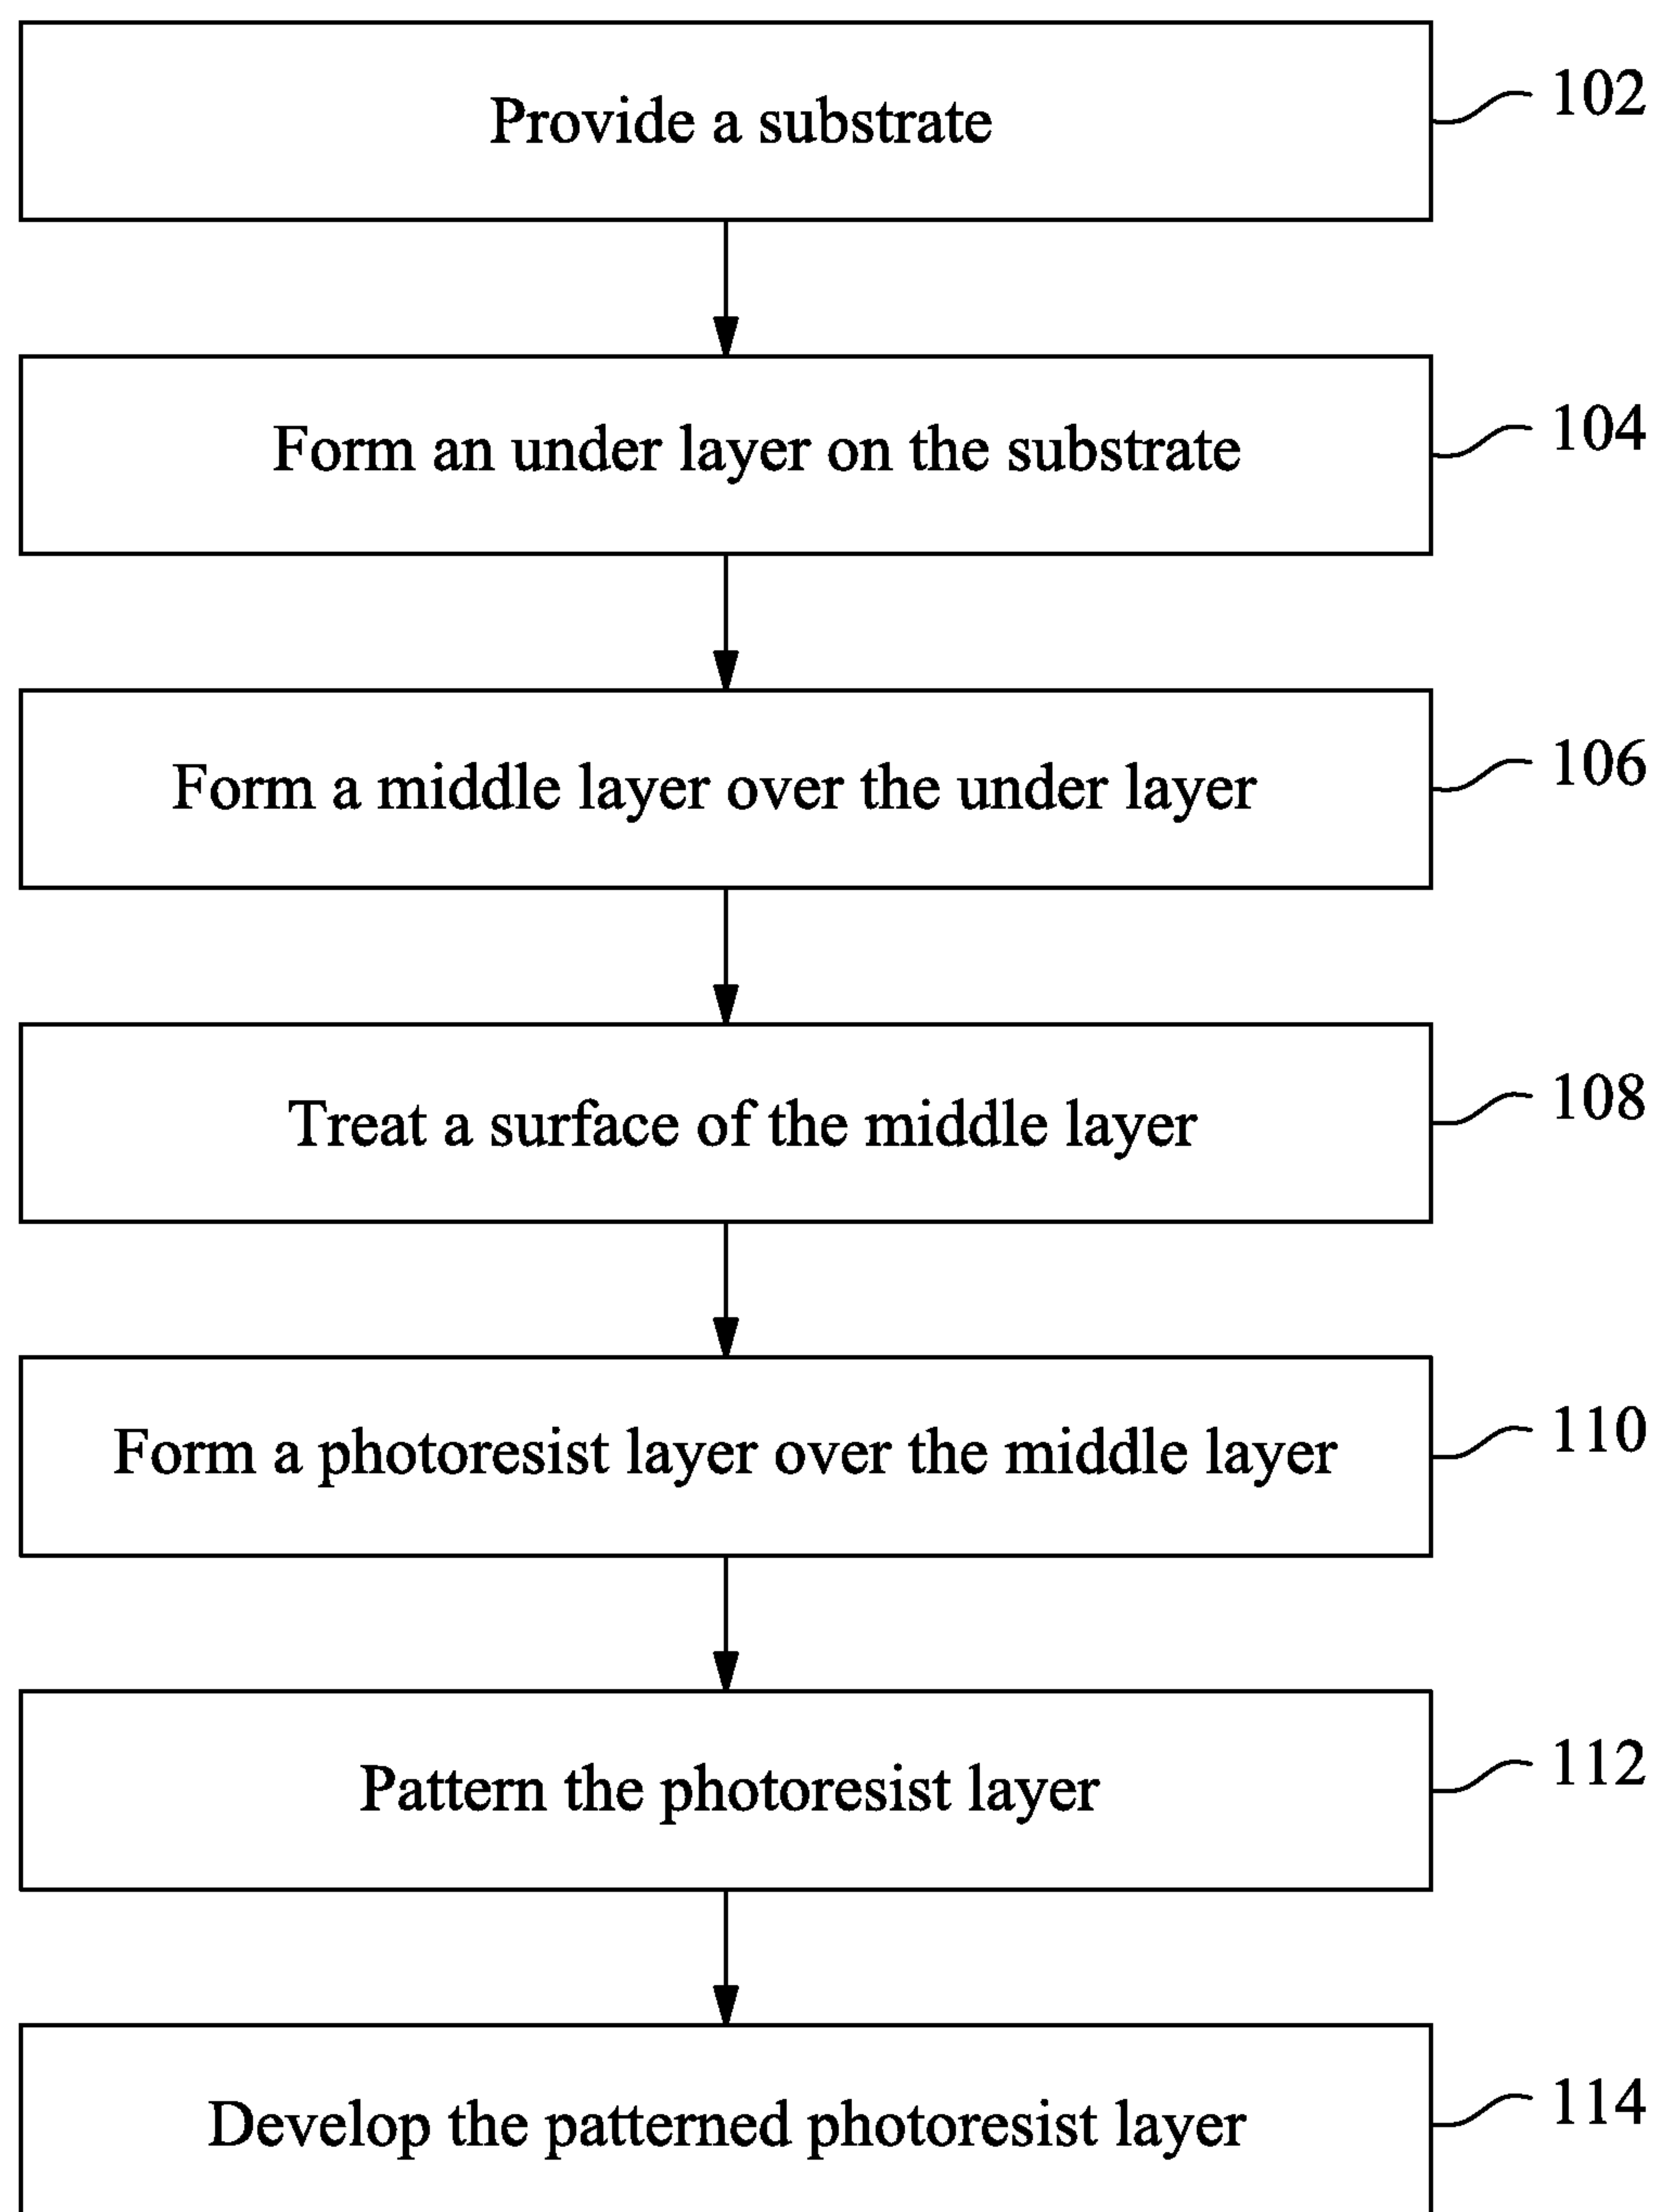 Provide a substrate
102
Form an under layer on the substrate
104
Form a middle layer over the under layer
106
Treat a surface of the middle layer
108
Form a photoresist layer over the middle layer
110
Pattern the photoresist layer
112
Develop the patterned photoresist layer
114